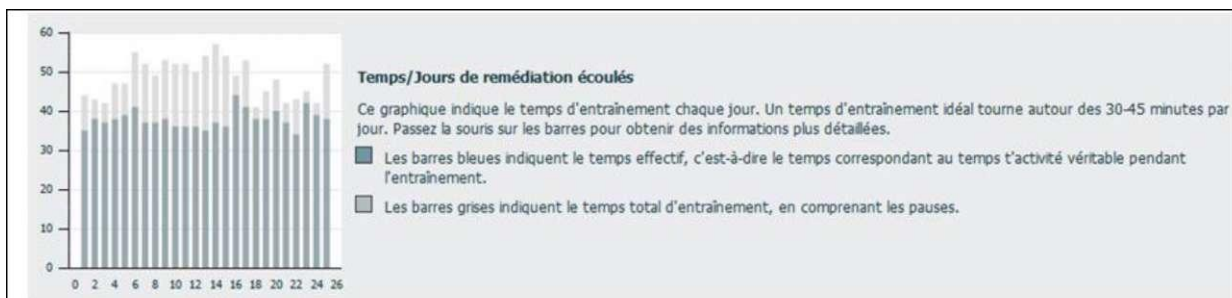 60
50
40
30
20
10
0
0 2 4 6 8 10 12 14 16 18 20 22 24 26
Temps/Jours de remédiation écoulés
Ce graphique indique le temps d'entraînement chaque jour. Un temps d'entraînement idéal tourne autour des 30-45 minutes par
jour. Passez la souris sur les barres pour obtenir des informations plus détaillées.
Les barres bleues indiquent le temps effectif, c'est-à-dire le temps correspondant au temps t'activité véritable pendant
l'entraînement.
Les barres grises indiquent le temps total d'entraînement, en comprenant les pauses.